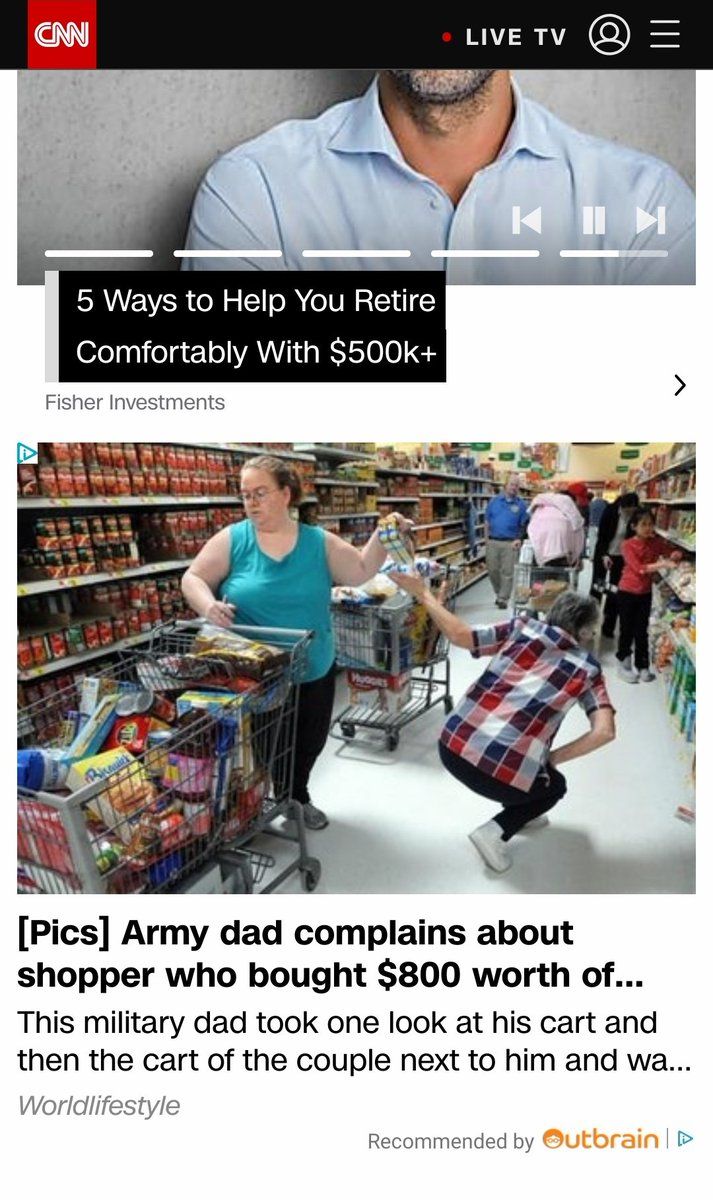 CNN
LIVE TV
5 Ways to Help You Retire
Comfortably With $500k+
Fisher Investments
HUGGIES
Biscuits
[Pics] Army dad complains about
shopper who bought $800 worth of...
This military dad took one look at his cart and
then the cart of the couple next to him and wa...
Worldlifestyle
Recommended by Outbrain